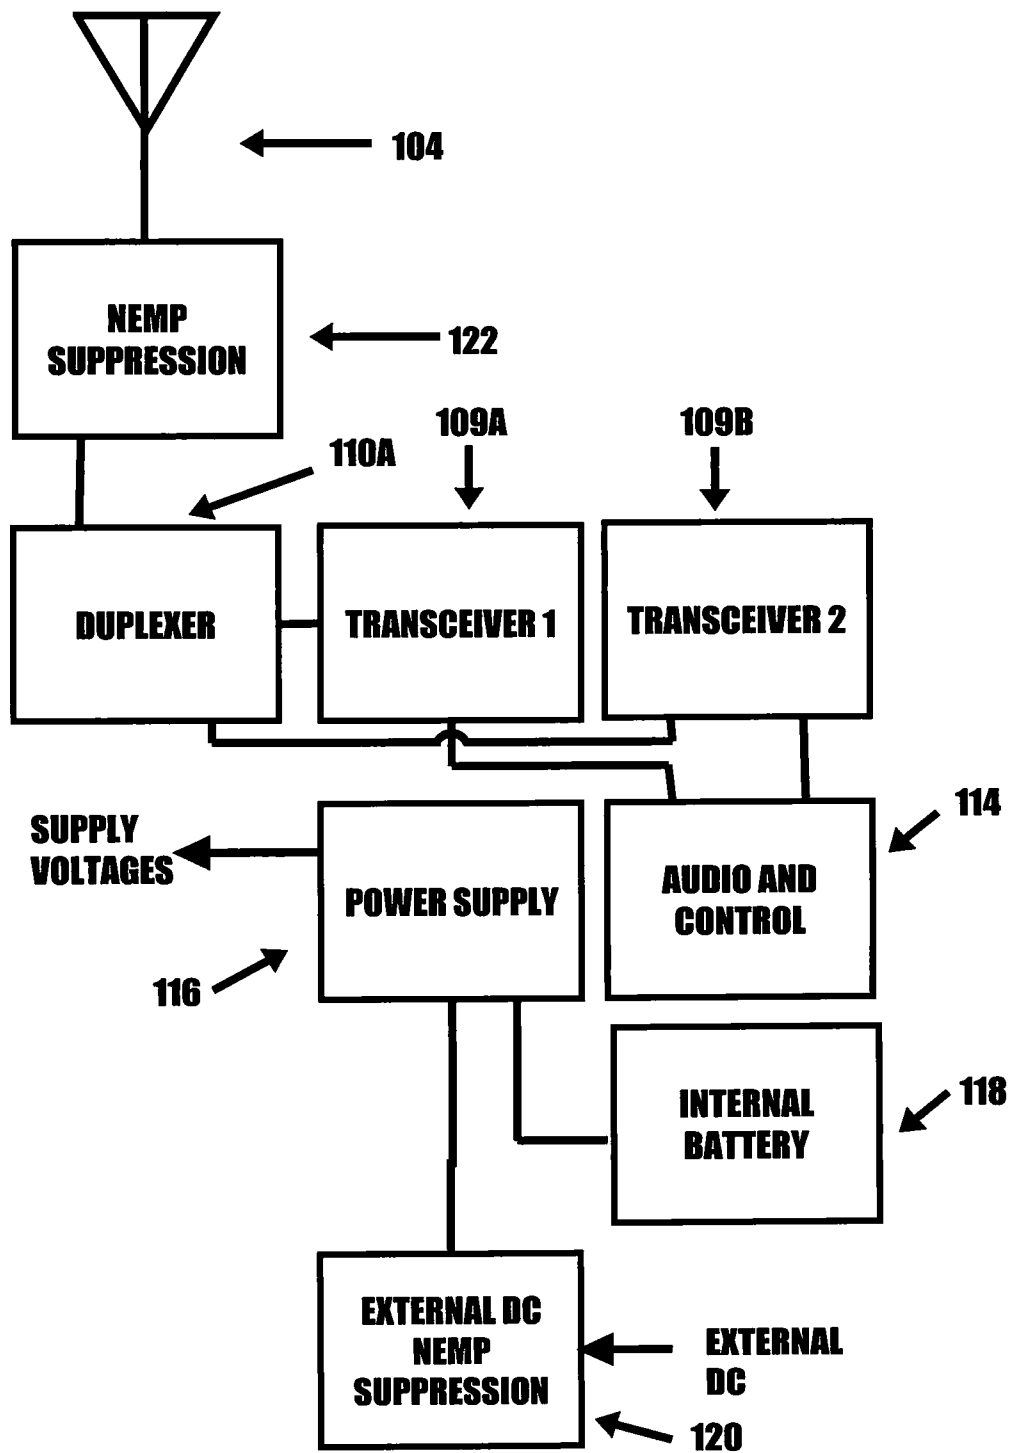 104
NEMP
SUPPRESSION
122
109A
109B
110A
DUPLEXER
TRANSCEIVER 1
TRANSCEIVER 2
SUPPLY
VOLTAGES
POWER SUPPLY
AUDIO AND
CONTROL
114
116
INTERNAL
BATTERY
118
EXTERNAL DC
NEMP
SUPPRESSION
EXTERNAL
DC
120